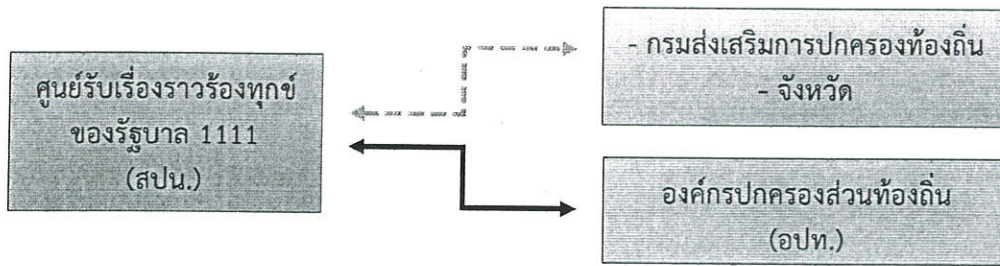 ศูนย์รับเรื่องราวร้องทุกข์
ของรัฐบาล 1111
(สปน.)
- กรมส่งเสริมการปกครองท้องถิ่น
- จังหวัด
องค์กรปกครองส่วนท้องถิ่น
(อปท.)